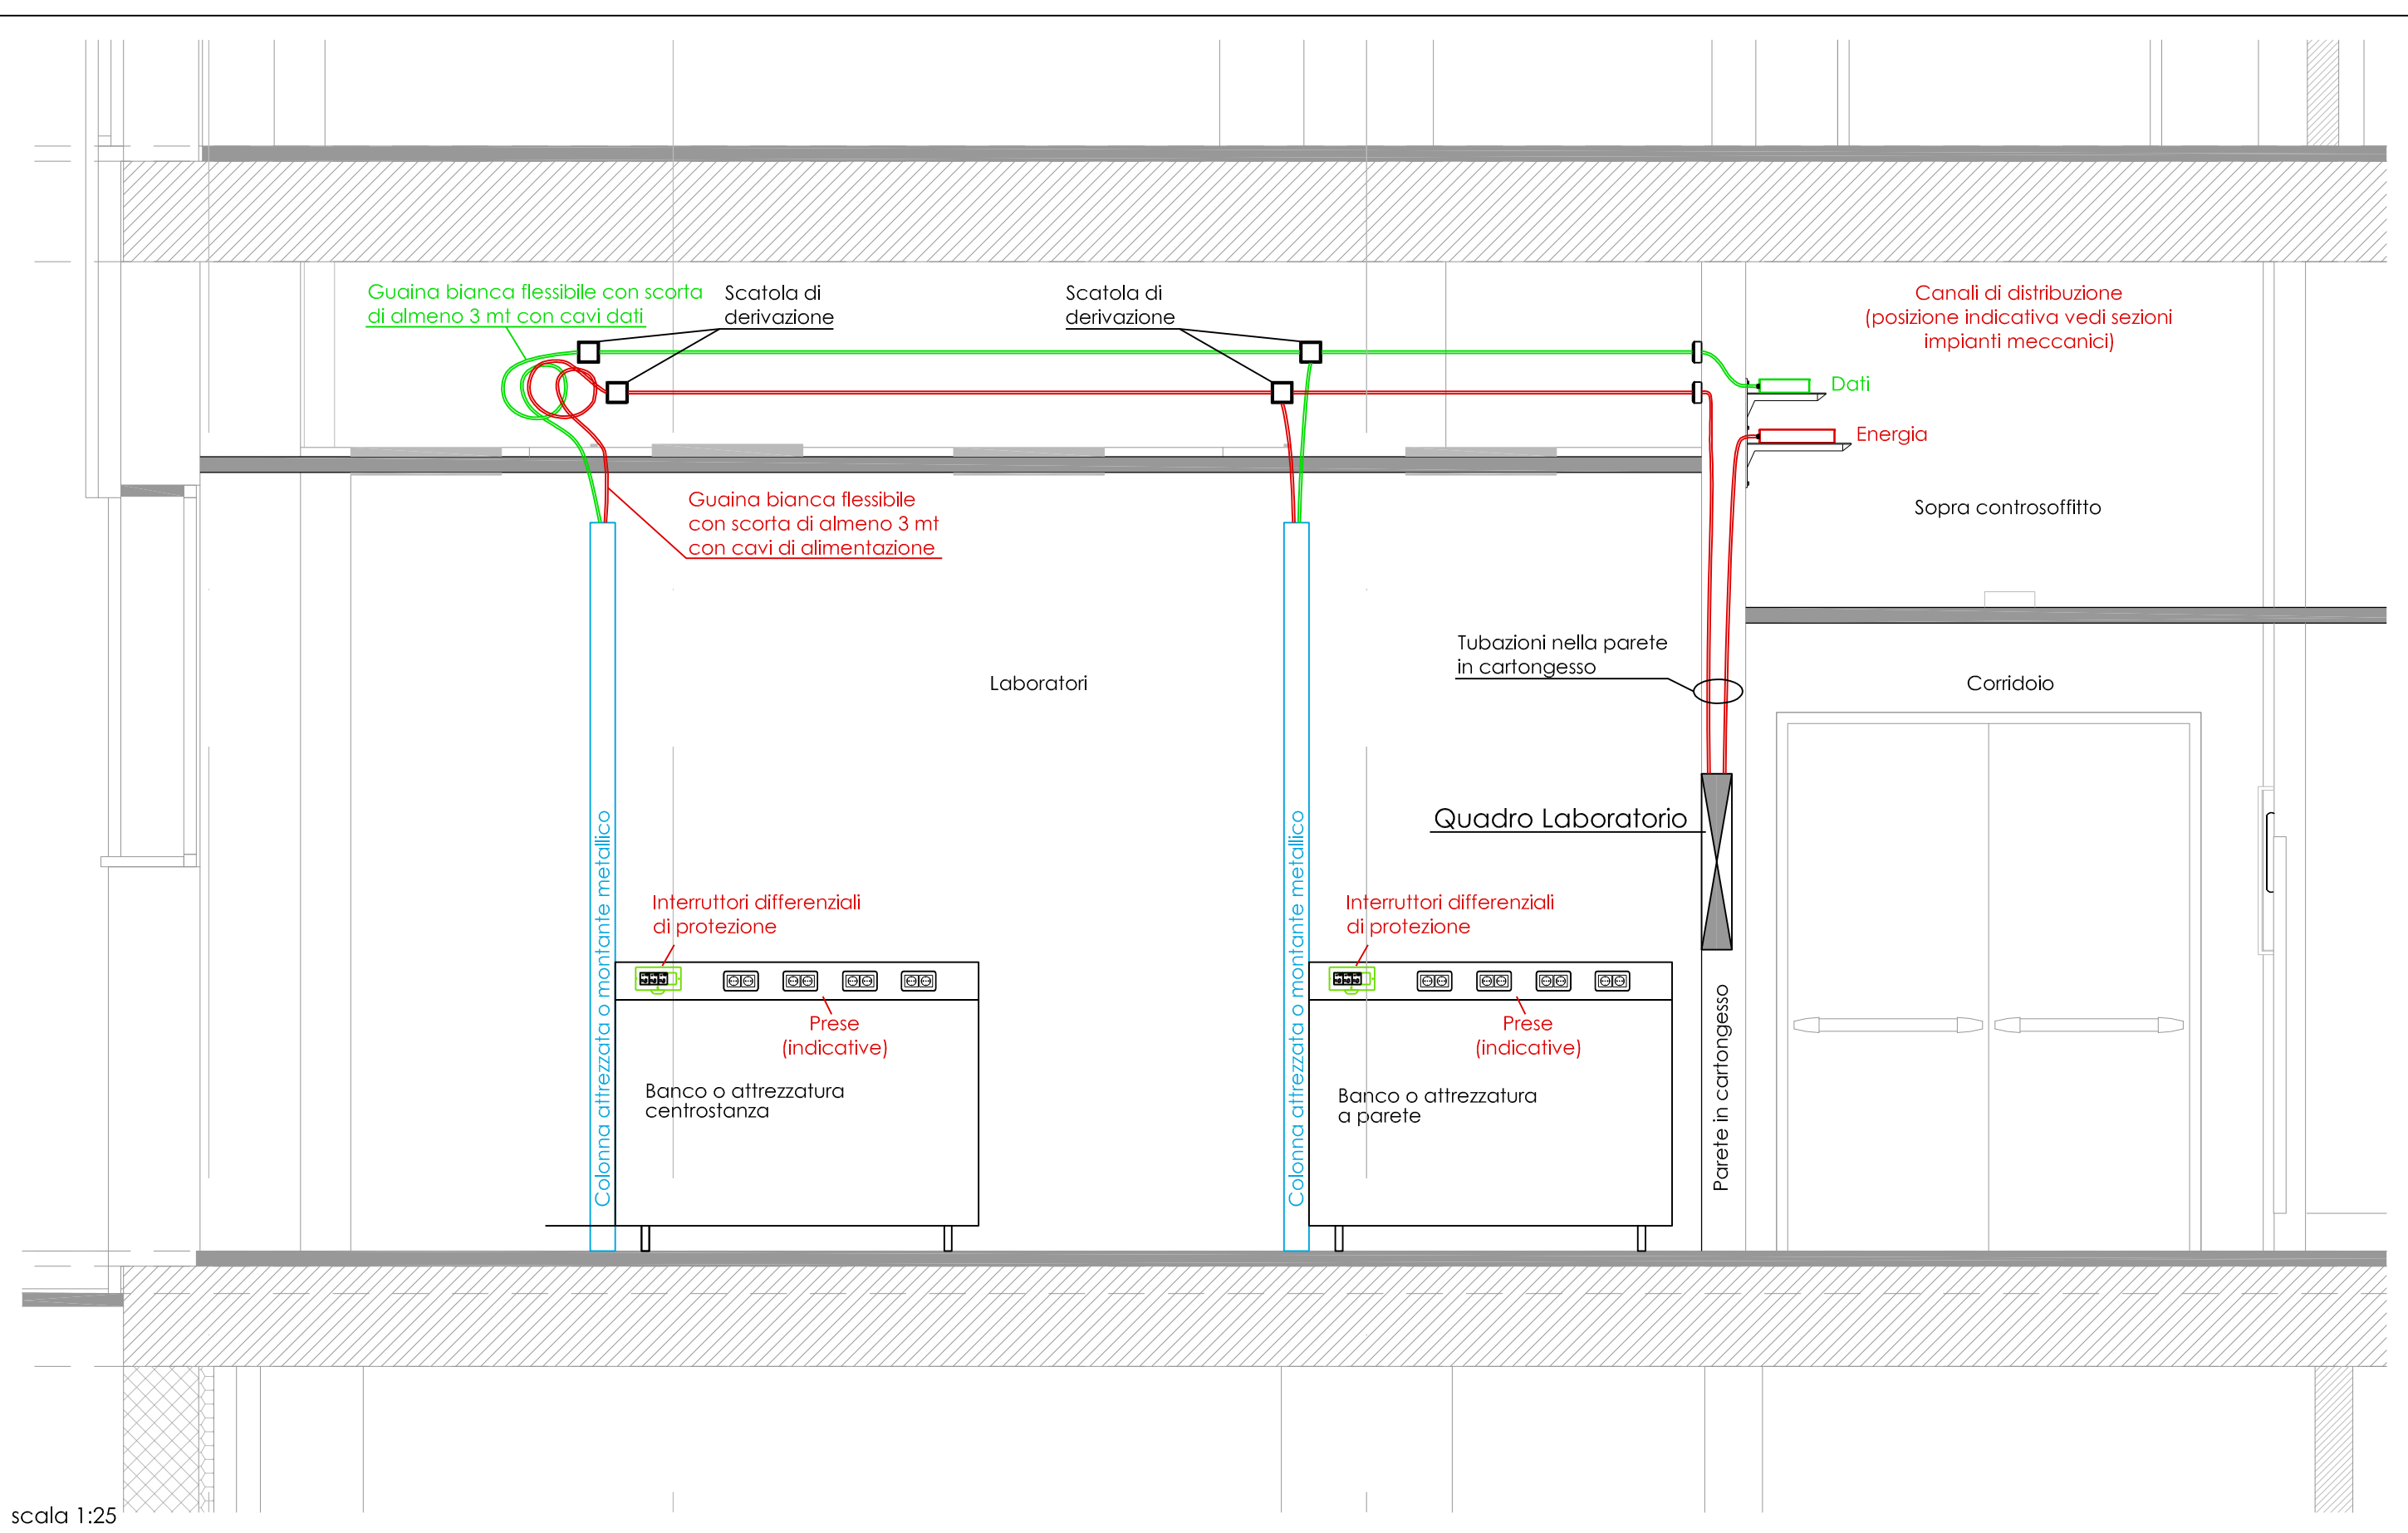 Guaina bianca flessibile con scorta
di almeno 3 mt con cavi dati
Scatola di
derivazione
Scatola di
derivazione
Canali di distribuzione
(posizione indicativa vedi sezioni
impianti meccanici)
Dati
Energia
Guaina bianca flessibile
con scorta di almeno 3 mt
con cavi di alimentazione
Sopra controsoffitto
Tubazioni nella parete
in cartongesso
Laboratori
Corridoio
Quadro Laboratorio
Colonna attrezzata o montante metallico
Colonna attrezzata o montante metallico
Interruttori differenziali
di protezione
Interruttori differenziali
di protezione
Prese
(indicative)
Prese
(indicative)
Banco o attrezzatura
centrostanza
Banco o attrezzatura
a parete
Parete in cartongesso
scala 1:25